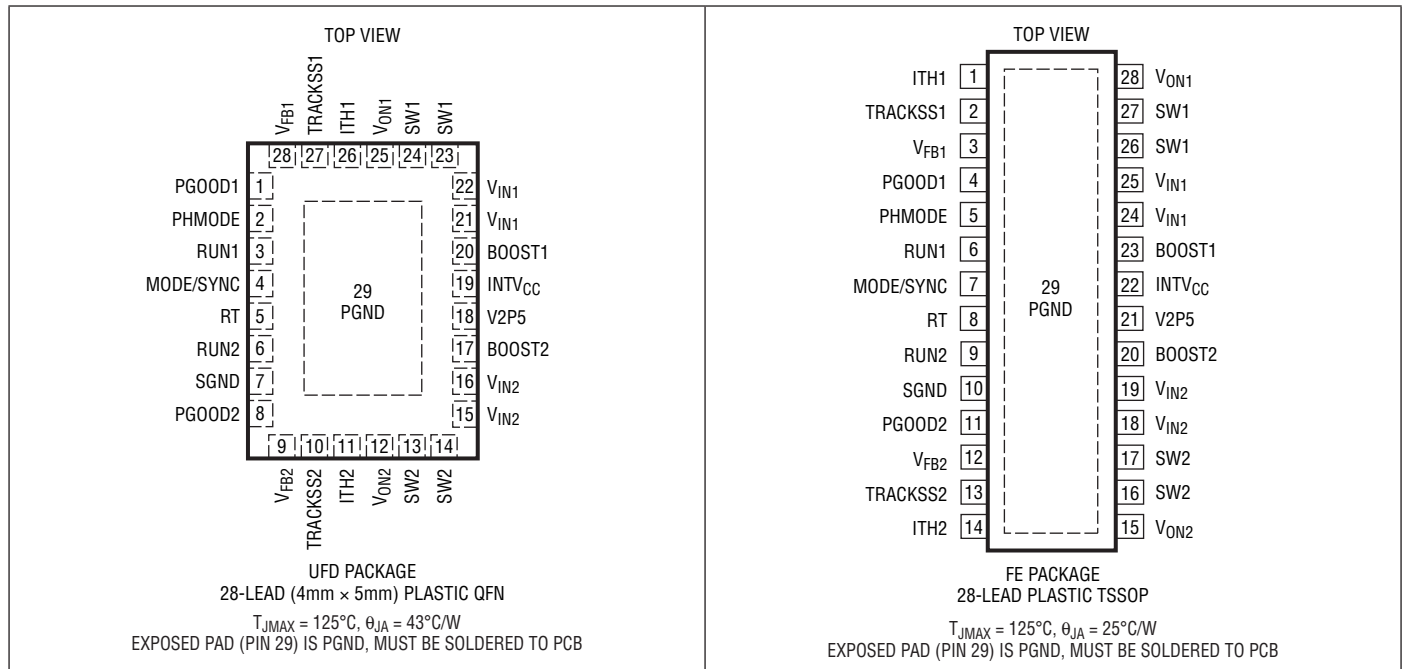 TOP VIEW
VFB1
TRACKSS1
ITH1
VON1
SW1
SW1
28 27 26 25 24 23
PGOOD1 1
PHMODE 2
RUN1 3
MODE/SYNC 4
RT 5
RUN2 6
SGND 7
PGOOD2 8
22 VIN1
21 VIN1
20 BOOST1
19 INTVCC
18 V2P5
17 BOOST2
16 VIN2
15 VIN2
29
PGND
9 10 11 12 13 14
VFB2
TRACKSS2
ITH2
VON2
SW2
SW2
UFD PACKAGE
28-LEAD (4mm × 5mm) PLASTIC QFN
TJMAX = 125°C, θJA = 43°C/W
EXPOSED PAD (PIN 29) IS PGND, MUST BE SOLDERED TO PCB
TOP VIEW
ITH1 1
TRACKSS1 2
VFB1 3
PGOOD1 4
PHMODE 5
RUN1 6
MODE/SYNC 7
RT 8
RUN2 9
SGND 10
PGOOD2 11
VFB2 12
TRACKSS2 13
ITH2 14
29
PGND
28 VON1
27 SW1
26 SW1
25 VIN1
24 VIN1
23 BOOST1
22 INTVCC
21 V2P5
20 BOOST2
19 VIN2
18 VIN2
17 SW2
16 SW2
15 VON2
FE PACKAGE
28-LEAD PLASTIC TSSOP
TJMAX = 125°C, θJA = 25°C/W
EXPOSED PAD (PIN 29) IS PGND, MUST BE SOLDERED TO PCB